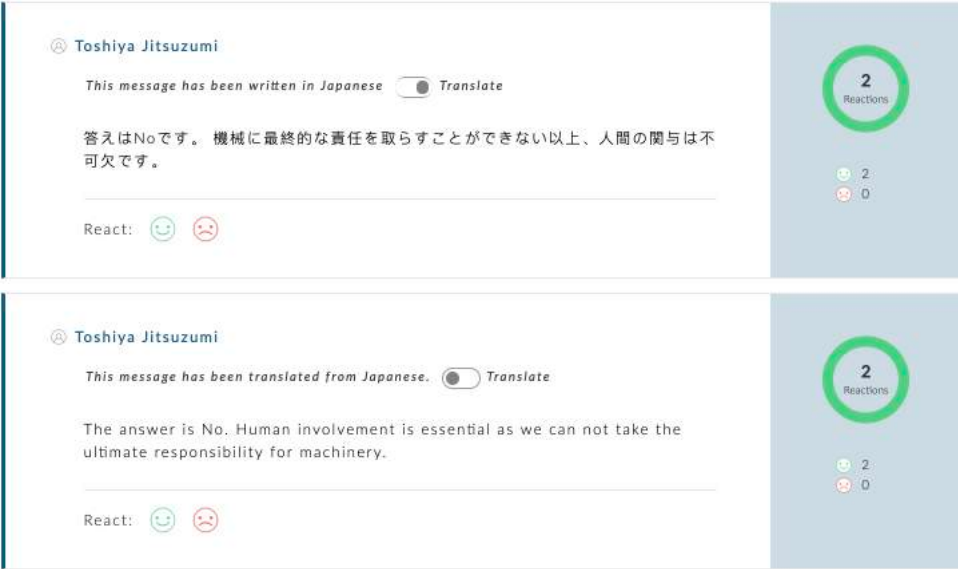 Toshiya Jitsuzumi
This message has been written in Japanese Translate
答えはNoです。 機械に最終的な責任を取らすことができない以上、人間の関与は不
可欠です。
React:
2
Reactions
2
0
Toshiya Jitsuzumi
This message has been translated from Japanese. Translate
The answer is No. Human involvement is essential as we can not take the
ultimate responsibility for machinery.
React:
2
Reactions
2
0